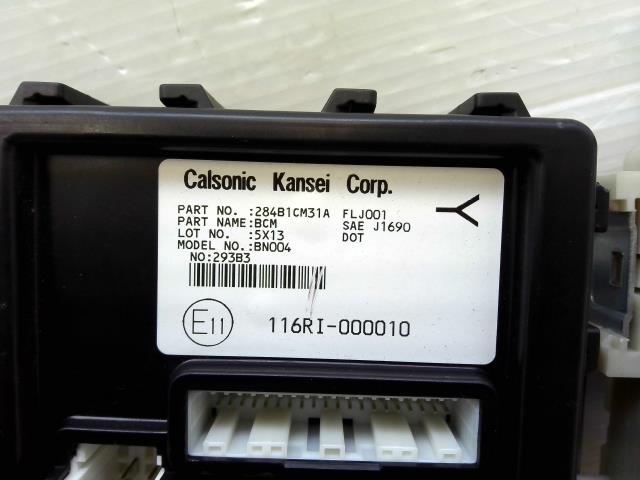 Calsonic Kansei Corp.
PART NO. :284B1CM31A FLJ001
PART NAME:BCM SAE J1690
LOT NO. :5X13 DOT
MODEL NO.:BN004
NO:293B3
Y
E11 116RI-000010